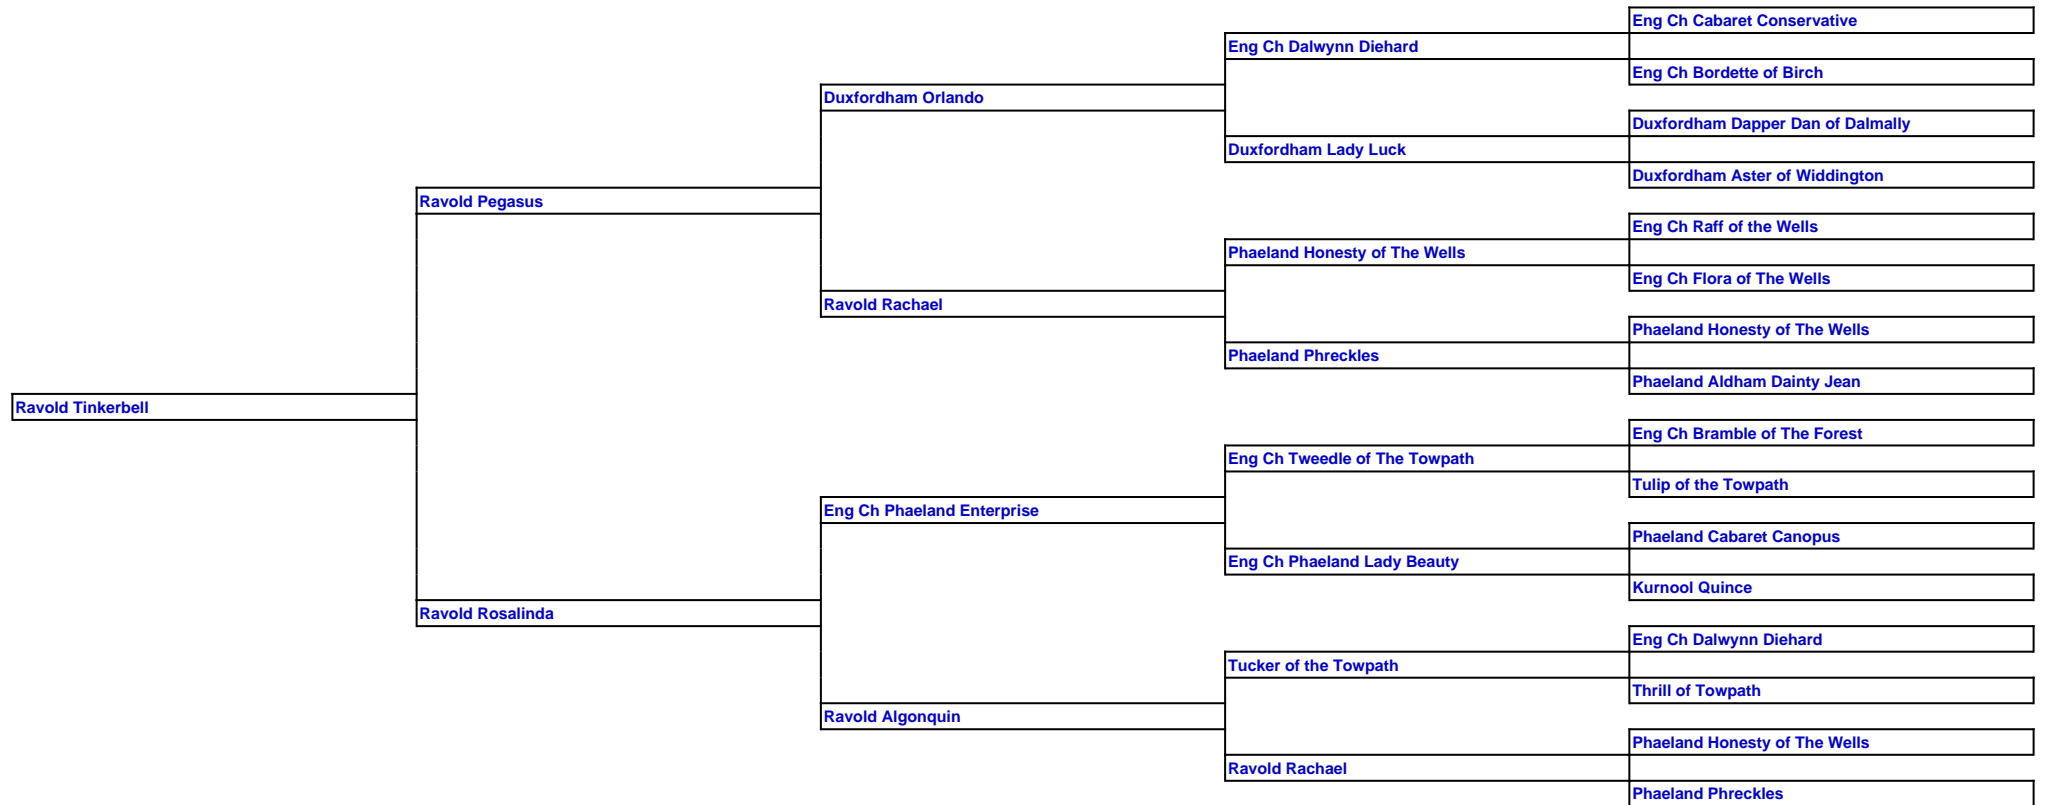 Eng Ch Cabaret Conservative
Eng Ch Dalwynn Diehard
Eng Ch Bordette of Birch
Duxfordham Orlando
Duxfordham Dapper Dan of Dalmally
Duxfordham Lady Luck
Duxfordham Aster of Widdington
Ravold Pegasus
Eng Ch Raff of the Wells
Phaeland Honesty of The Wells
Eng Ch Flora of The Wells
Ravold Rachael
Phaeland Honesty of The Wells
Phaeland Phreckles
Phaeland Aldham Dainty Jean
Ravold Tinkerbell
Eng Ch Bramble of The Forest
Eng Ch Tweedle of The Towpath
Tulip of the Towpath
Eng Ch Phaeland Enterprise
Phaeland Cabaret Canopus
Eng Ch Phaeland Lady Beauty
Kurnool Quince
Ravold Rosalinda
Eng Ch Dalwynn Diehard
Tucker of the Towpath
Thrill of Towpath
Ravold Algonquin
Phaeland Honesty of The Wells
Ravold Rachael
Phaeland Phreckles